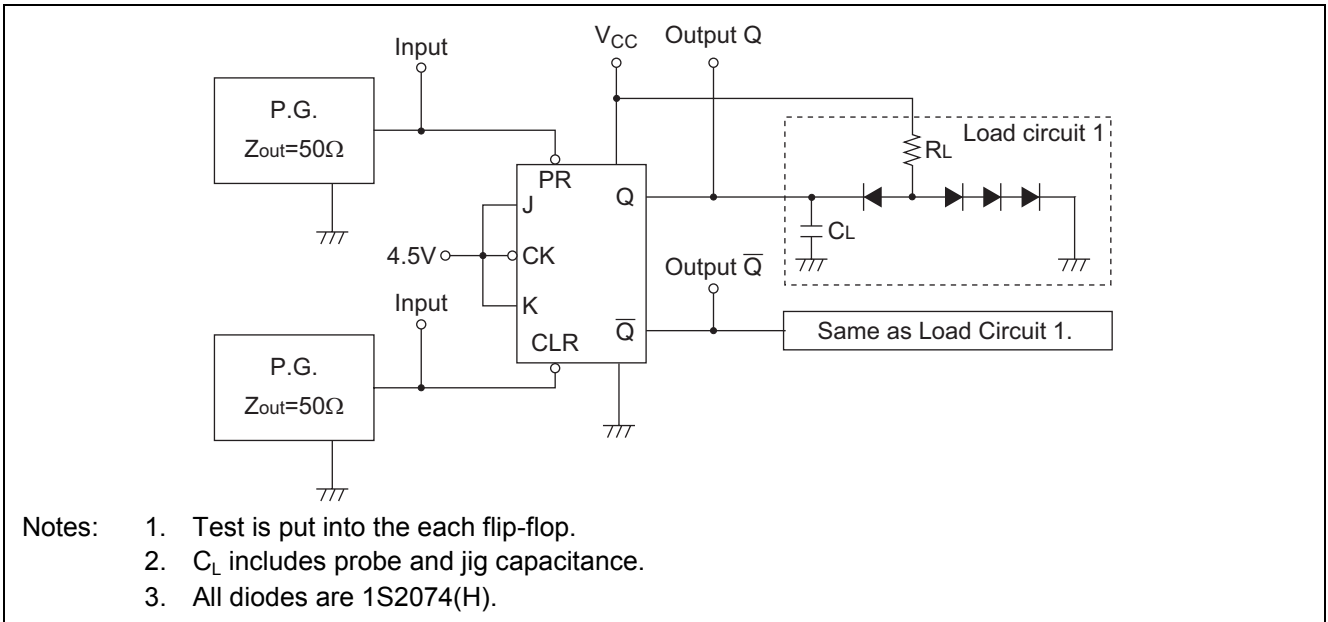 Input
V_CC
Output Q
P.G.
Zout=50Ω
Load circuit 1
RL
PR
J
Q
CL
4.5V
CK
Output Q̅
Input
K
Q̅
Same as Load Circuit 1.
CLR
P.G.
Zout=50Ω
Notes: 1. Test is put into the each flip-flop.
2. C_L includes probe and jig capacitance.
3. All diodes are 1S2074(H).